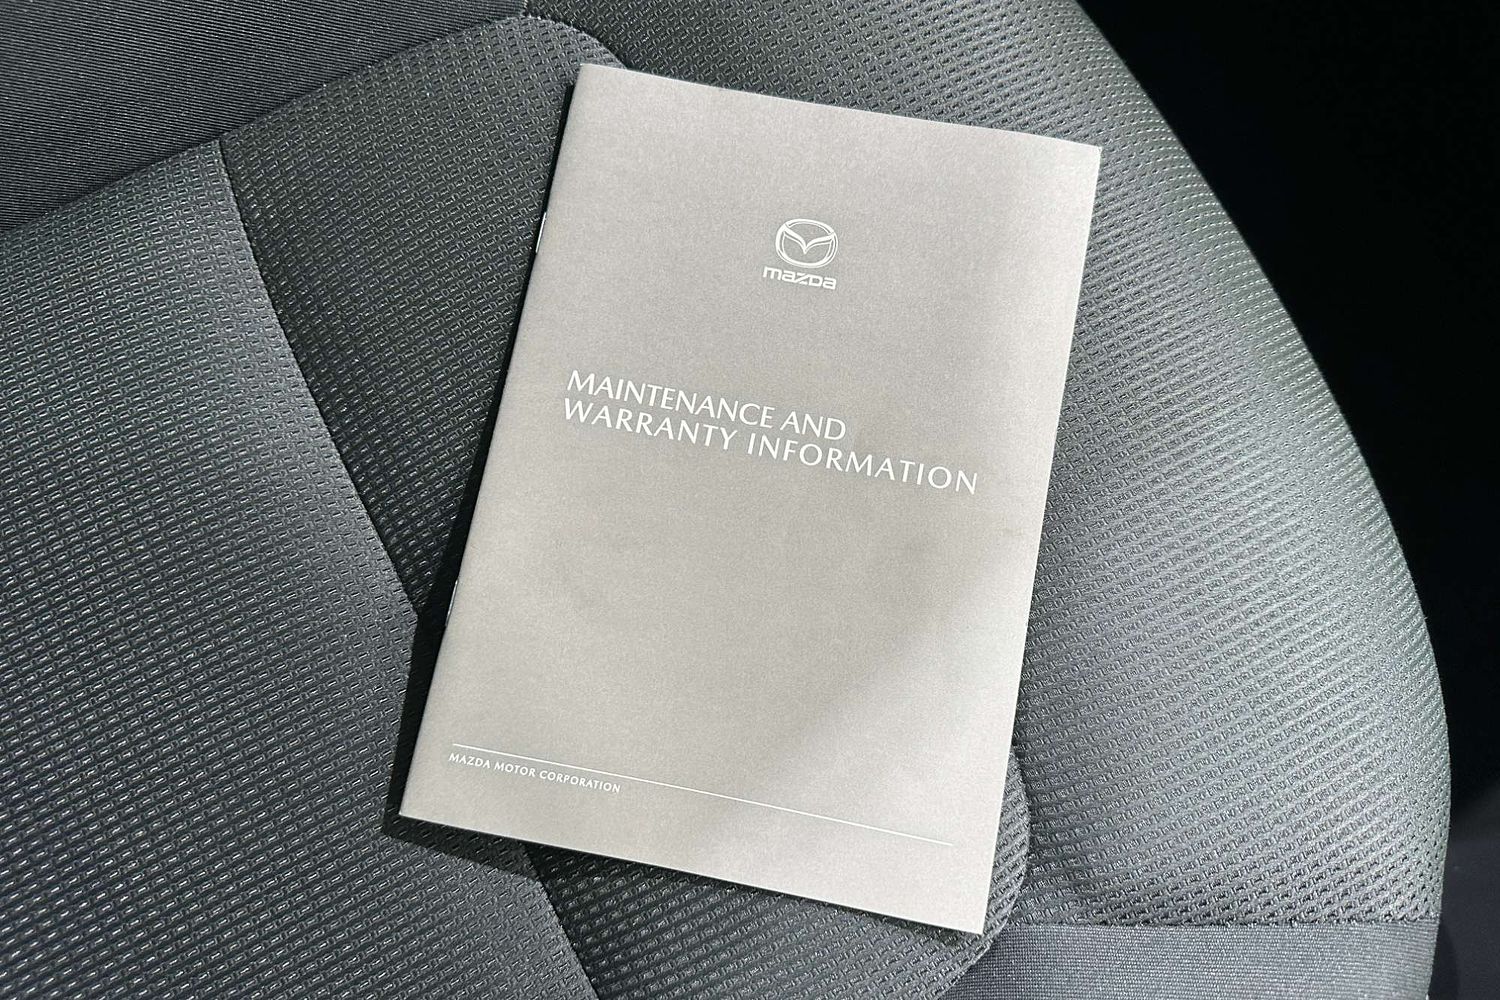 mazda
MAINTENANCE AND
WARRANTY INFORMATION
MAZDA MOTOR CORPORATION